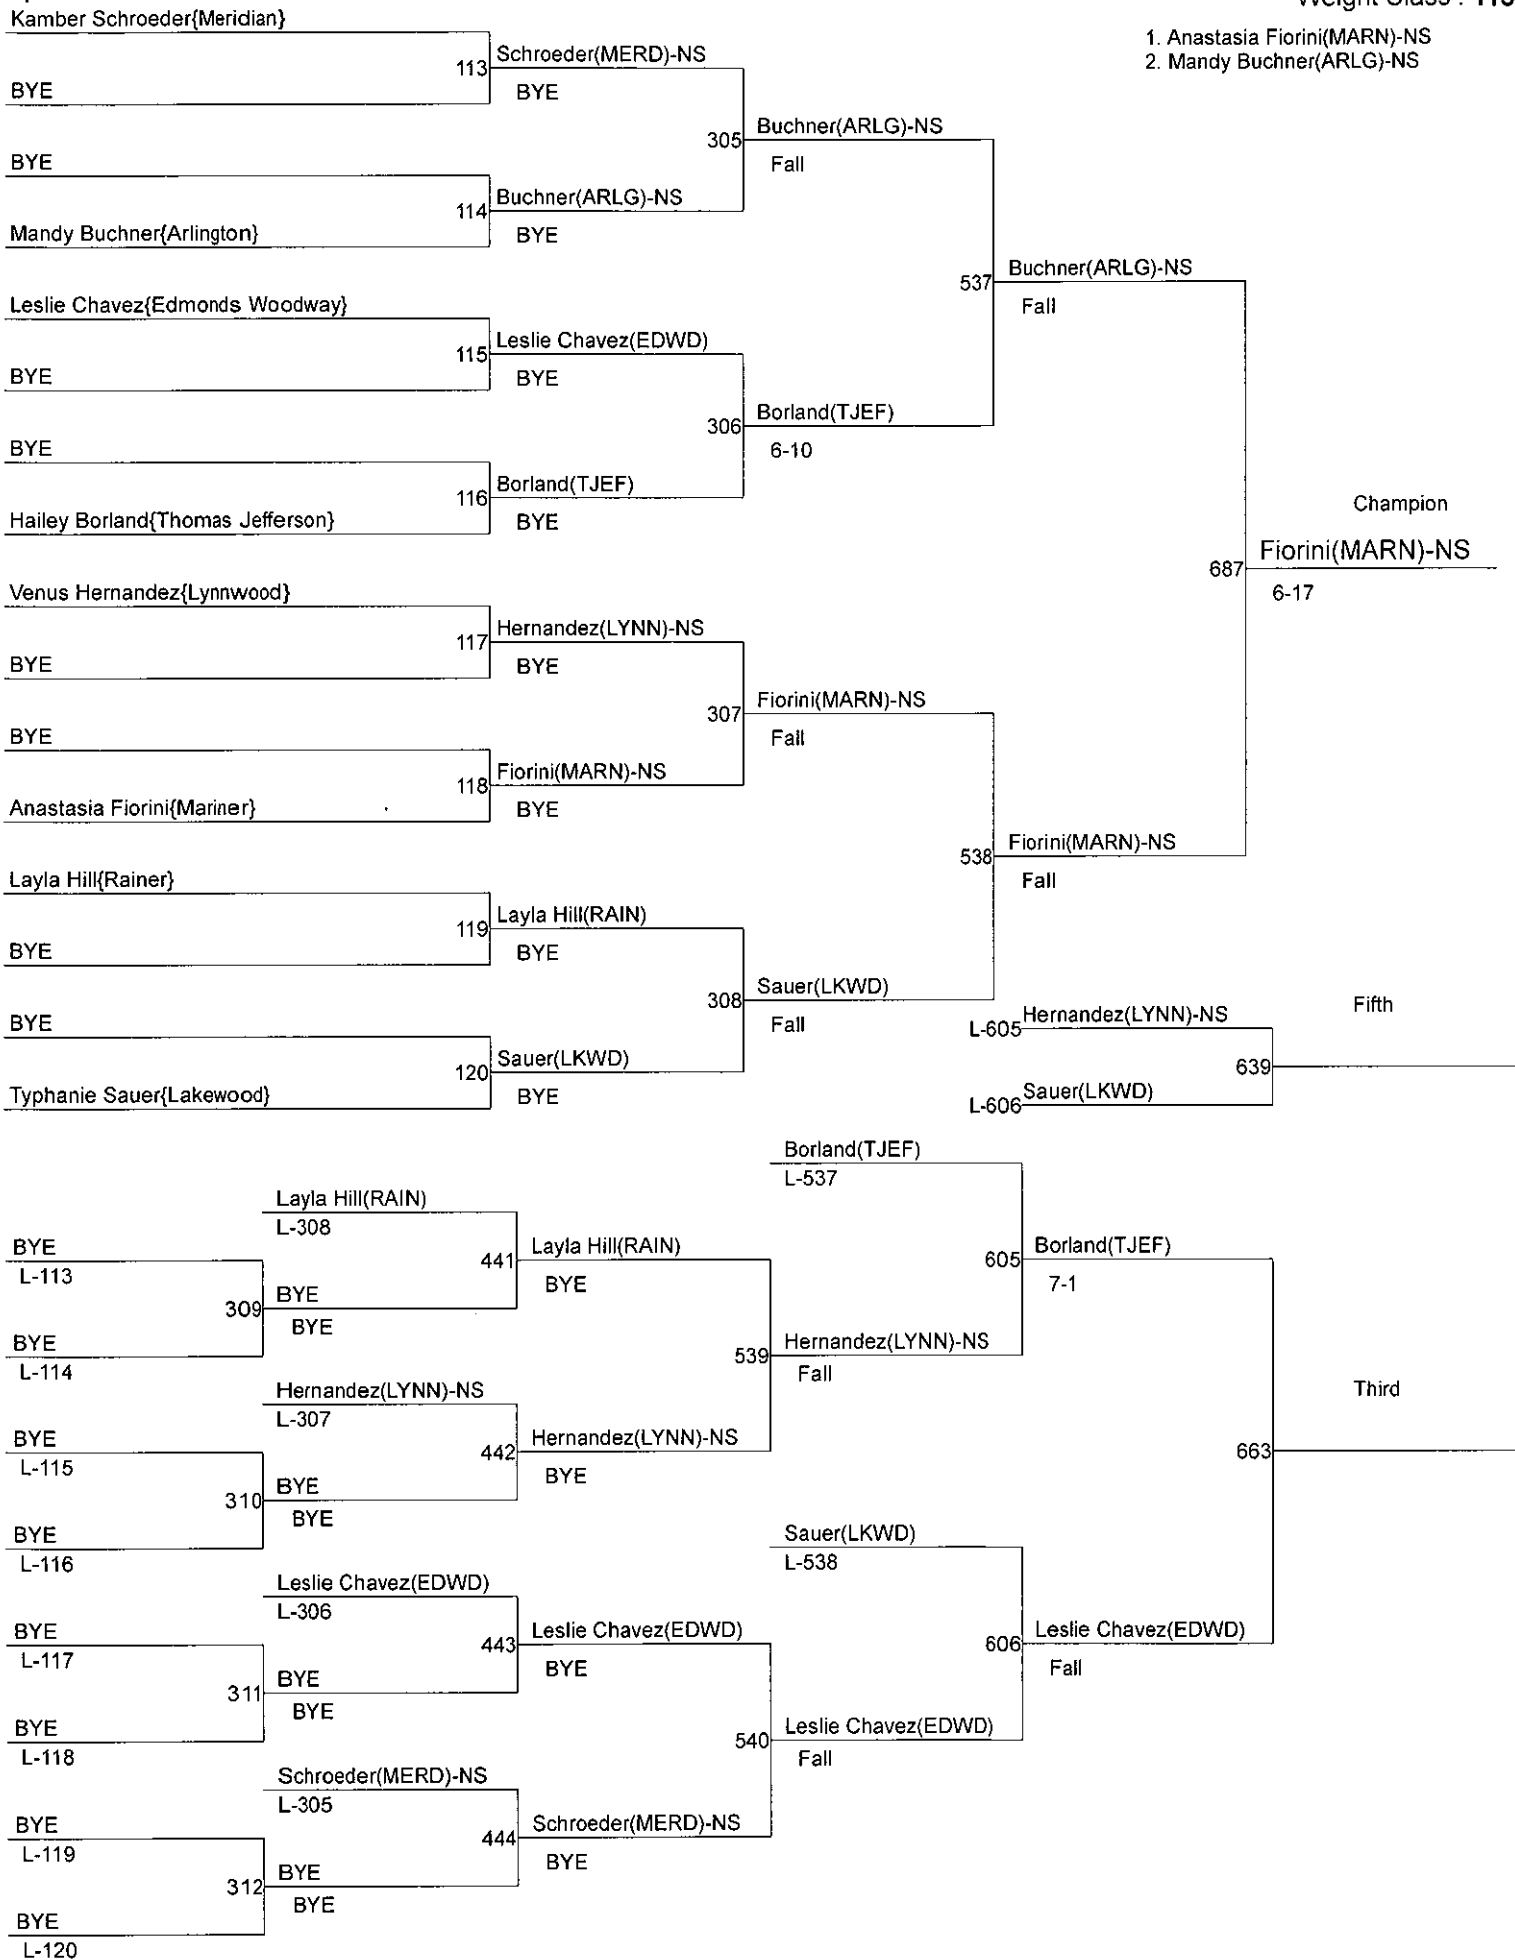 Kamber Schroeder{Meridian}
1. Anastasia Fiorini(MARN)-NS
2. Mandy Buchner(ARLG)-NS
113
Schroeder(MERD)-NS
BYE
BYE
305
Buchner(ARLG)-NS
Fall
BYE
114
Buchner(ARLG)-NS
BYE
Mandy Buchner{Arlington}
537
Buchner(ARLG)-NS
Fall
Leslie Chavez{Edmonds Woodway}
115
Leslie Chavez(EDWD)
BYE
BYE
306
Borland(TJEF)
6-10
BYE
116
Borland(TJEF)
BYE
Hailey Borland{Thomas Jefferson}
Champion
687
Fiorini(MARN)-NS
6-17
Venus Hernandez{Lynnwood}
117
Hernandez(LYNN)-NS
BYE
BYE
307
Fiorini(MARN)-NS
Fall
BYE
118
Fiorini(MARN)-NS
BYE
Anastasia Fiorini{Mariner}
538
Fiorini(MARN)-NS
Fall
Layla Hill{Rainer}
119
Layla Hill(RAIN)
BYE
BYE
308
Sauer(LKWD)
Fall
BYE
120
Sauer(LKWD)
BYE
Typhanie Sauer{Lakewood}
Fifth
L-605
Hernandez(LYNN)-NS
639
L-606
Sauer(LKWD)
Borland(TJEF)
L-537
Layla Hill(RAIN)
L-308
BYE
L-113
441
Layla Hill(RAIN)
BYE
605
Borland(TJEF)
7-1
309
BYE
BYE
BYE
L-114
539
Hernandez(LYNN)-NS
Fall
Hernandez(LYNN)-NS
L-307
Third
BYE
L-115
442
Hernandez(LYNN)-NS
BYE
663
310
BYE
BYE
BYE
L-116
Sauer(LKWD)
L-538
Leslie Chavez(EDWD)
L-306
BYE
L-117
443
Leslie Chavez(EDWD)
BYE
606
Leslie Chavez(EDWD)
Fall
311
BYE
BYE
BYE
L-118
540
Leslie Chavez(EDWD)
Fall
Schroeder(MERD)-NS
L-305
BYE
L-119
444
Schroeder(MERD)-NS
BYE
312
BYE
BYE
BYE
L-120